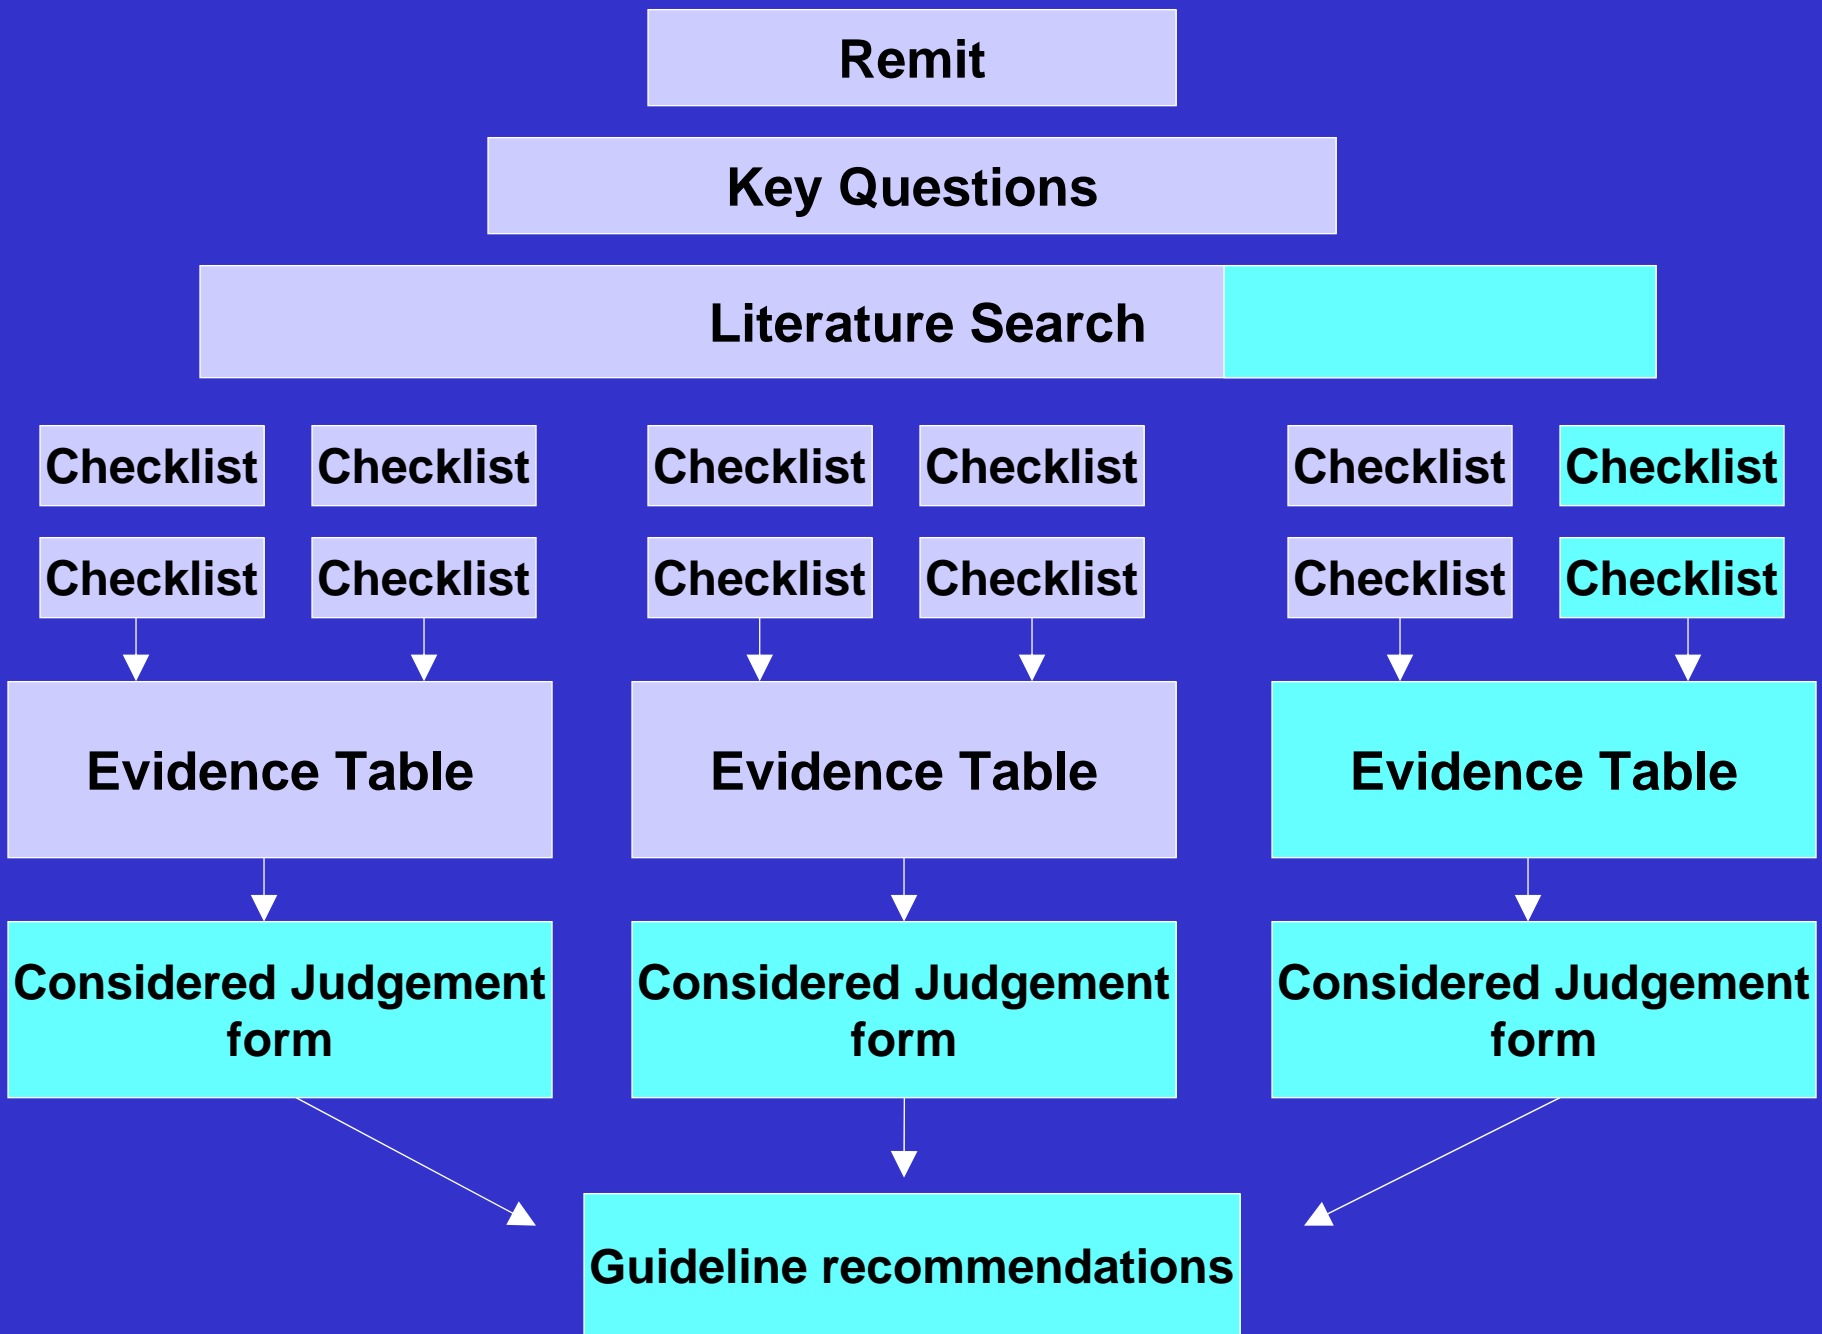 Remit
Key Questions
Literature Search
Checklist Checklist Checklist Checklist Checklist Checklist
Checklist Checklist Checklist Checklist Checklist Checklist
Evidence Table Evidence Table Evidence Table
Considered Judgement
form
Considered Judgement
form
Considered Judgement
form
Guideline recommendations